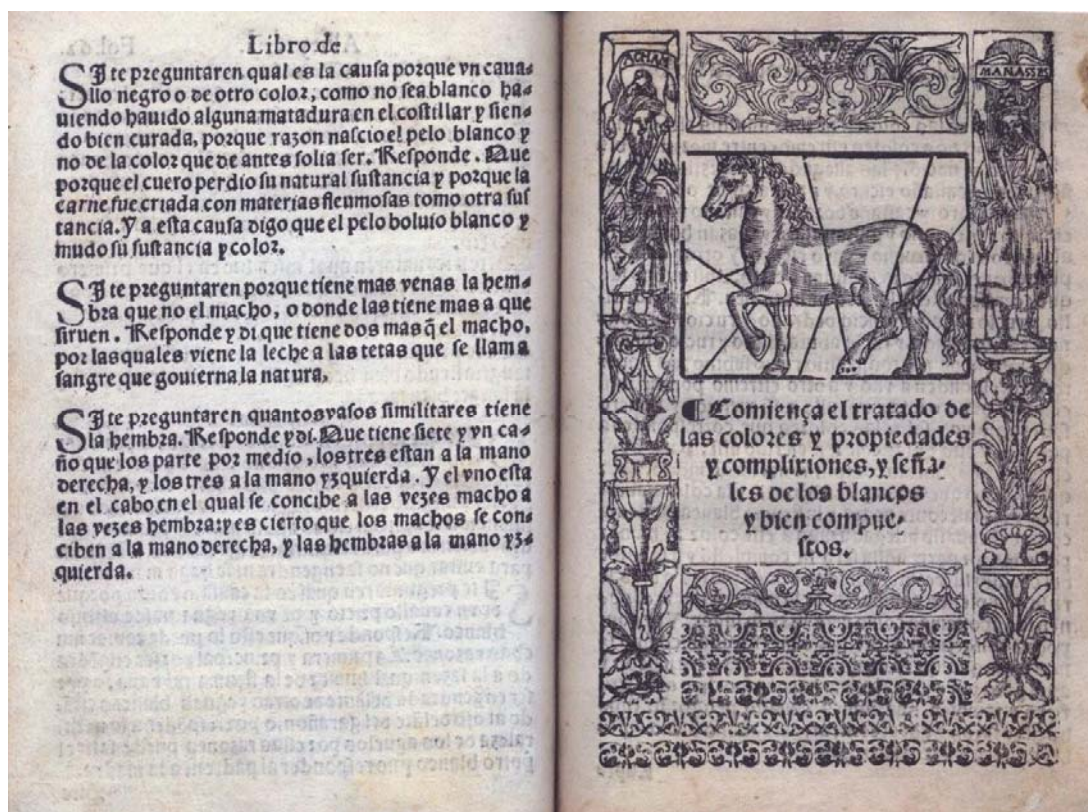 Libro de
SI te preguntaren qual es la causa porque vn caua-
llo negro o de otro color, como no sea blanco ha-
uiendo hauido alguna matadura en el costillar y sien-
do bien curada, porque razon nascio el pelo blanco y
no de la color que de antes solia ser. Responde. Que
porque el cuero perdio su natural sustancia y porque la
carne fue criada con materias fleumosas tomo otra sus
tancia. Y a esta causa digo que el pelo boluio blanco y
mudo su sustancia y color.
SI te preguntaren porque tiene mas venas la hem-
bra que no el macho, o donde las tiene mas a que
siruen. Responde y di que tiene dos mas q̃ el macho,
por las quales viene la leche a las tetas que se llama
sangre que gouierna la natura.
SI te preguntaren quantos vasos similitares tiene
la hembra. Responde y di. Que tiene siete y vn ca-
ño que los parte por medio, los tres estan a la mano
derecha, y los tres a la mano yzquierda. Y el vno esta
en el cabo en el qual se concibe a las vezes macho a
las vezes hembra: y es cierto que los machos se con-
ciben a la mano derecha, y las hembras a la mano yz-
quierda.
MANASSES
¶ Comiença el tratado de
las colores y propiedades
y complixiones, y seña-
les de los blancos
y bien compue-
stos.